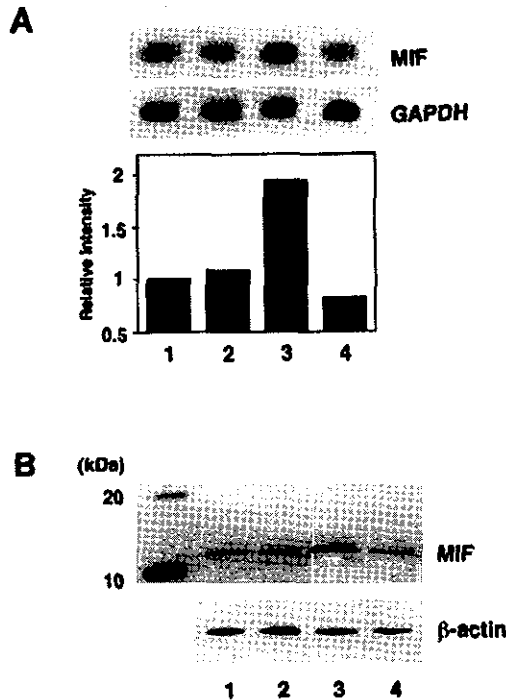 A
MIF
GAPDH
Relative Intensity
2
1.5
1
0.5
1 2 3 4
B
(kDa)
20
MIF
10
β-actin
1 2 3 4